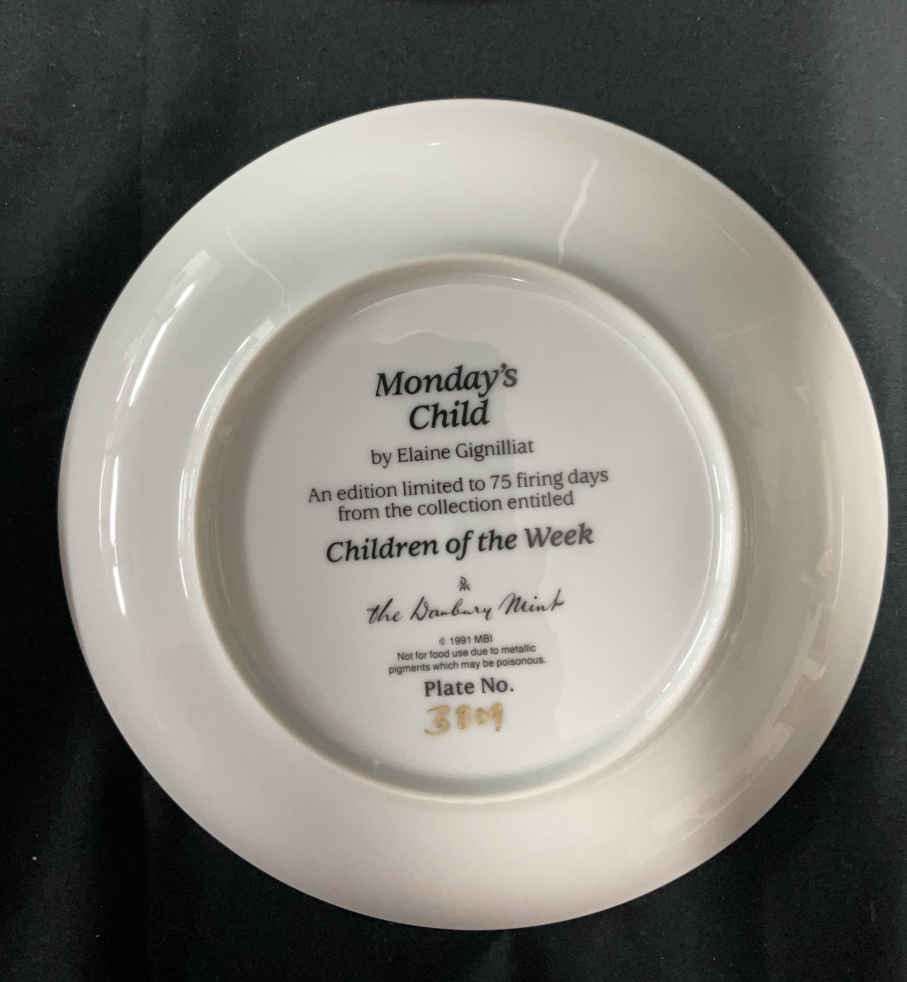 Monday's
Child
by Elaine Gignilliat
An edition limited to 75 firing days
from the collection entitled
Children of the Week
the Danbury Mint
© 1991 MBI
Not for food use due to metallic
pigments which may be poisonous.
Plate No.